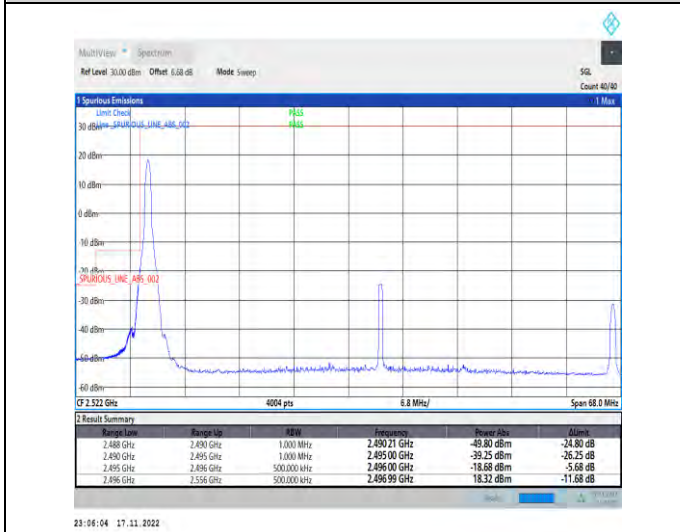 MultiView Spectrum
Ref Level 30.00 dBm Offset 6.68 dB Mode Sweep SGL
Count 40/40
1 Spurious Emissions 1 Max
Limit Check PASS
30 dBm Line _SPURIOUS_LINE_ABS_002 PASS
20 dBm
10 dBm
0 dBm
-10 dBm
-20 dBm
_SPURIOUS_LINE_ABS_002
-30 dBm
-40 dBm
-50 dBm
-60 dBm
CF 2.522 GHz 4004 pts 6.8 MHz/ Span 68.0 MHz
2 Result Summary
Range Low Range Up RBW Frequency Power Abs ΔLimit
2.488 GHz 2.490 GHz 1.000 MHz 2.490 21 GHz -49.80 dBm -24.80 dB
2.490 GHz 2.495 GHz 1.000 MHz 2.495 00 GHz -39.25 dBm -26.25 dB
2.495 GHz 2.496 GHz 500.000 kHz 2.496 00 GHz -18.68 dBm -5.68 dB
2.496 GHz 2.556 GHz 500.000 kHz 2.496 99 GHz 18.32 dBm -11.68 dB
23:06:04 17.11.2022